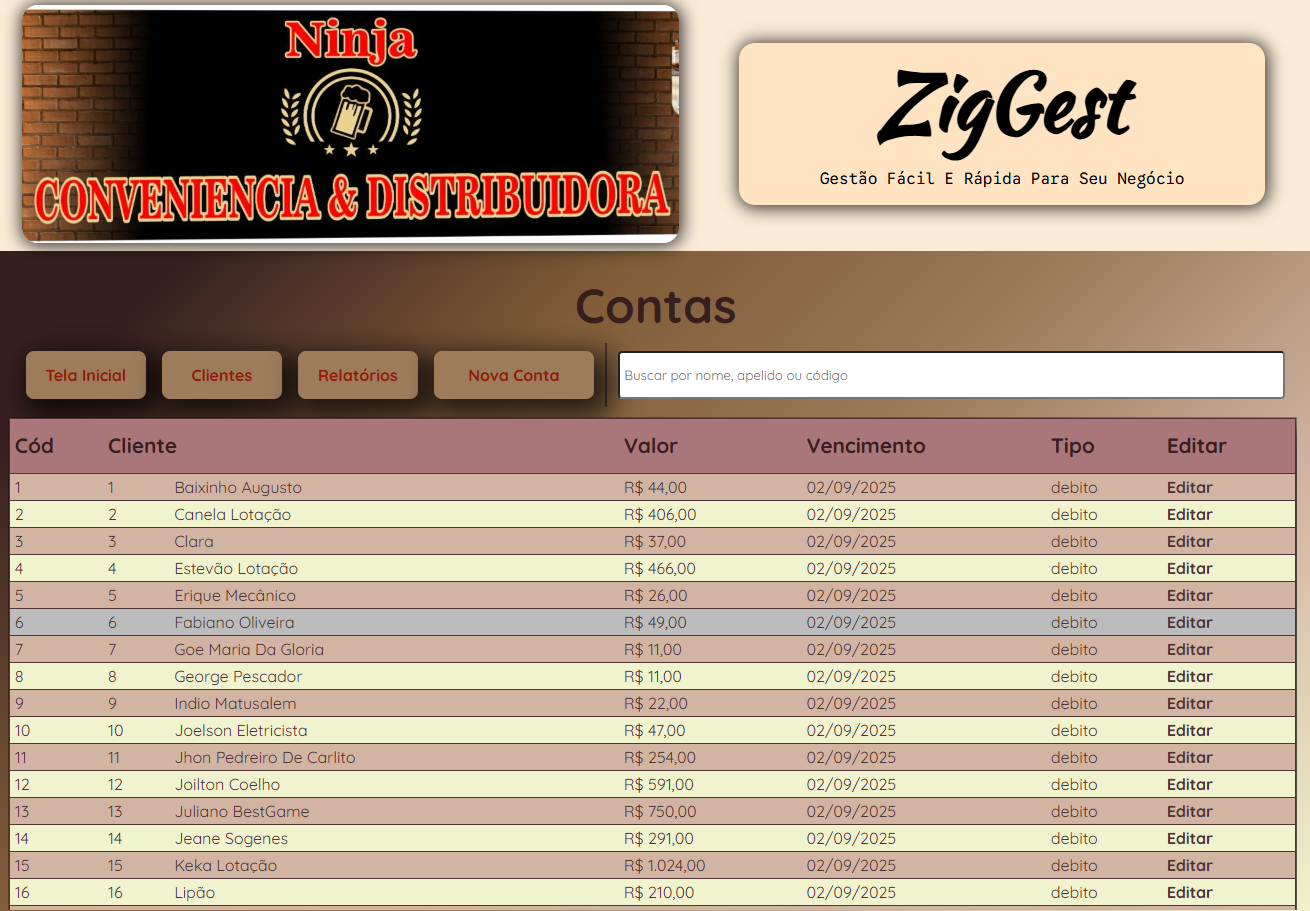 Ninja
CONVENIENCIA & DISTRIBUIDORA
ZigGest
Gestão Fácil E Rápida Para Seu Negócio
Contas
Tela Inicial Clientes Relatórios Nova Conta Buscar por nome, apelido ou código
Cód Cliente Valor Vencimento Tipo Editar
1 1 Baixinho Augusto R$ 44,00 02/09/2025 debito Editar
2 2 Canela Lotação R$ 406,00 02/09/2025 debito Editar
3 3 Clara R$ 37,00 02/09/2025 debito Editar
4 4 Estevão Lotação R$ 466,00 02/09/2025 debito Editar
5 5 Erique Mecânico R$ 26,00 02/09/2025 debito Editar
6 6 Fabiano Oliveira R$ 49,00 02/09/2025 debito Editar
7 7 Goe Maria Da Gloria R$ 11,00 02/09/2025 debito Editar
8 8 George Pescador R$ 11,00 02/09/2025 debito Editar
9 9 Indio Matusalem R$ 22,00 02/09/2025 debito Editar
10 10 Joelson Eletricista R$ 47,00 02/09/2025 debito Editar
11 11 Jhon Pedreiro De Carlito R$ 254,00 02/09/2025 debito Editar
12 12 Joilton Coelho R$ 591,00 02/09/2025 debito Editar
13 13 Juliano BestGame R$ 750,00 02/09/2025 debito Editar
14 14 Jeane Sogenes R$ 291,00 02/09/2025 debito Editar
15 15 Keka Lotação R$ 1.024,00 02/09/2025 debito Editar
16 16 Lipão R$ 210,00 02/09/2025 debito Editar